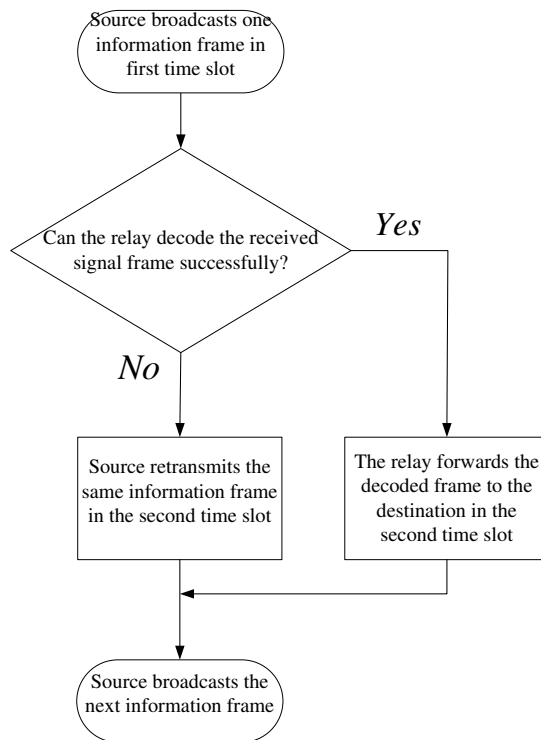 Source broadcasts one
information frame in
first time slot
Can the relay decode the received
signal frame successfully?
Yes
No
Source retransmits the
same information frame
in the second time slot
The relay forwards the
decoded frame to the
destination in the
second time slot
Source broadcasts the
next information frame